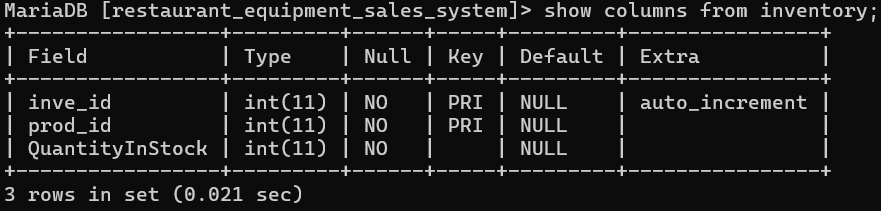 MariaDB [restaurant_equipment_sales_system]> show columns from inventory;
+----------------+---------+------+-----+---------+----------------+
| Field          | Type    | Null | Key | Default | Extra          |
+----------------+---------+------+-----+---------+----------------+
| inve_id        | int(11) | NO   | PRI | NULL    | auto_increment |
| prod_id        | int(11) | NO   | PRI | NULL    |                |
| QuantityInStock | int(11) | NO   |     | NULL    |                |
+----------------+---------+------+-----+---------+----------------+
3 rows in set (0.021 sec)